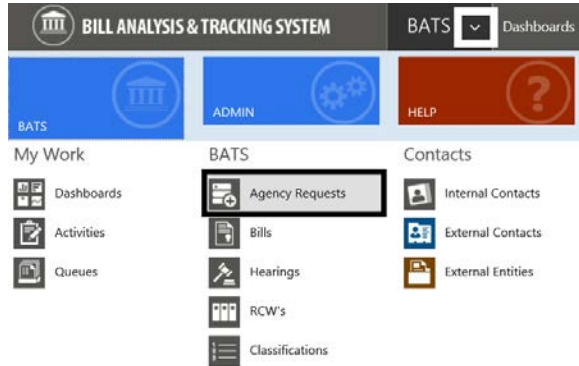 BILL ANALYSIS & TRACKING SYSTEM BATS Dashboards
BATS ADMIN HELP
My Work BATS Contacts
Dashboards Agency Requests Internal Contacts
Activities Bills External Contacts
Queues Hearings External Entities
RCW's
Classifications